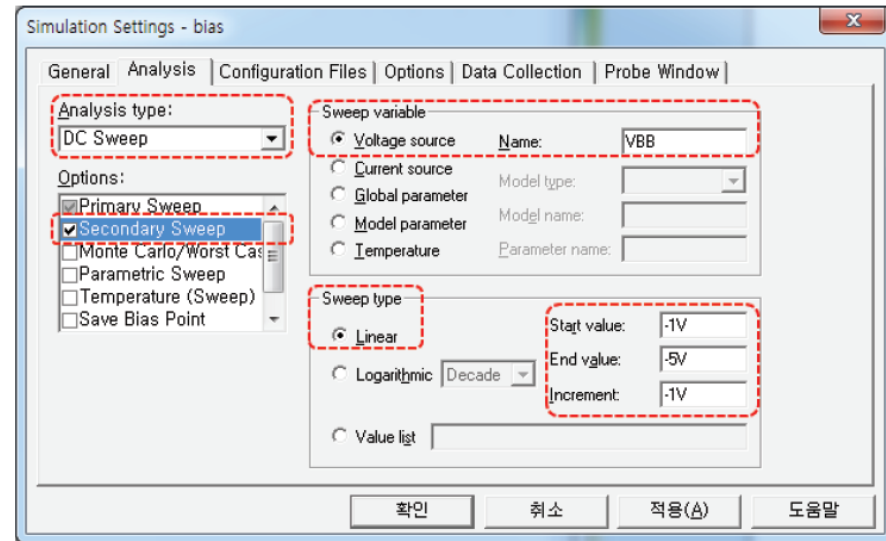 Simulation Settings - bias
General Analysis Configuration Files Options Data Collection Probe Window
Analysis type:
DC Sweep
Options:
Primary Sweep
Secondary Sweep
Monte Carlo/Worst Cas
Parametric Sweep
Temperature (Sweep)
Save Bias Point
Sweep variable
Voltage source Name: VBB
Current source
Model type:
Global parameter
Model name:
Model parameter
Temperature Parameter name:
Sweep type
Linear
Logarithmic Decade
Start value: -1V
End value: -5V
Increment: -1V
Value list
확인 취소 적용(A) 도움말